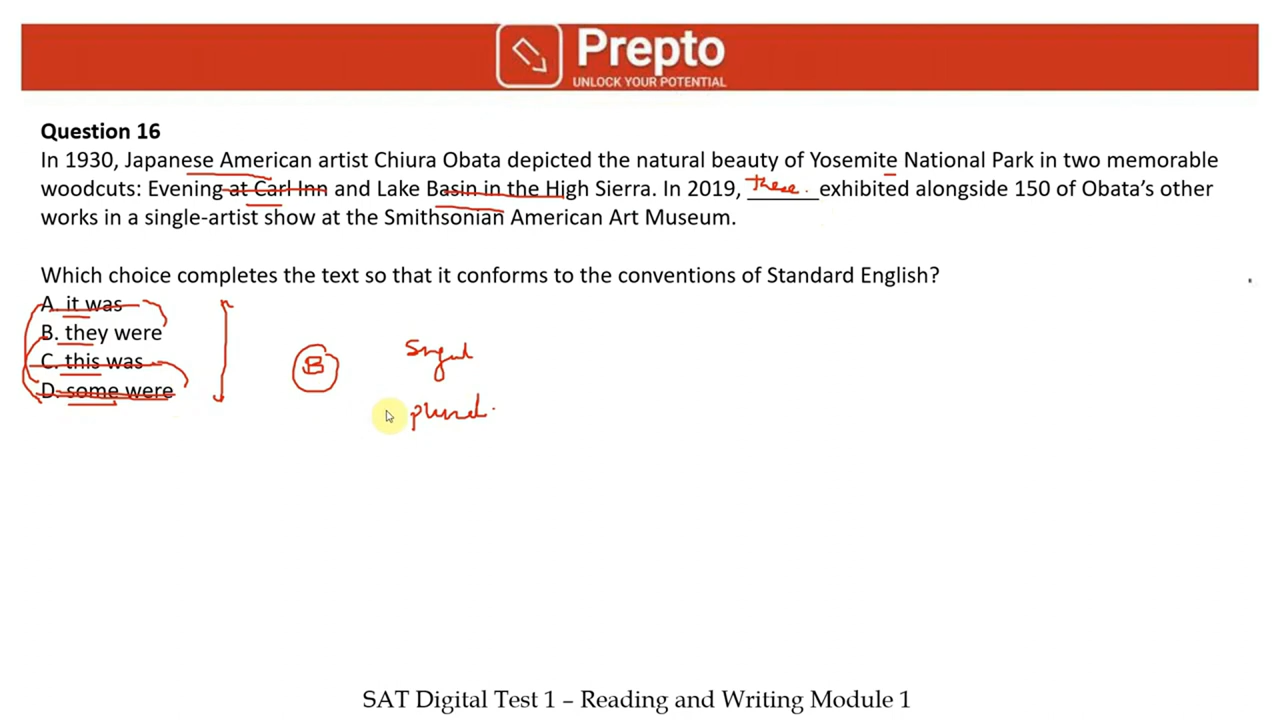 Prepto
UNLOCK YOUR POTENTIAL
Question 16
In 1930, Japanese American artist Chiura Obata depicted the natural beauty of Yosemite National Park in two memorable
woodcuts: Evening at Carl Inn and Lake Basin in the High Sierra. In 2019, these exhibited alongside 150 of Obata's other
works in a single-artist show at the Smithsonian American Art Museum.
Which choice completes the text so that it conforms to the conventions of Standard English?
A. it was
B. they were
C. this was
D. some were
B
plural
SAT Digital Test 1 – Reading and Writing Module 1